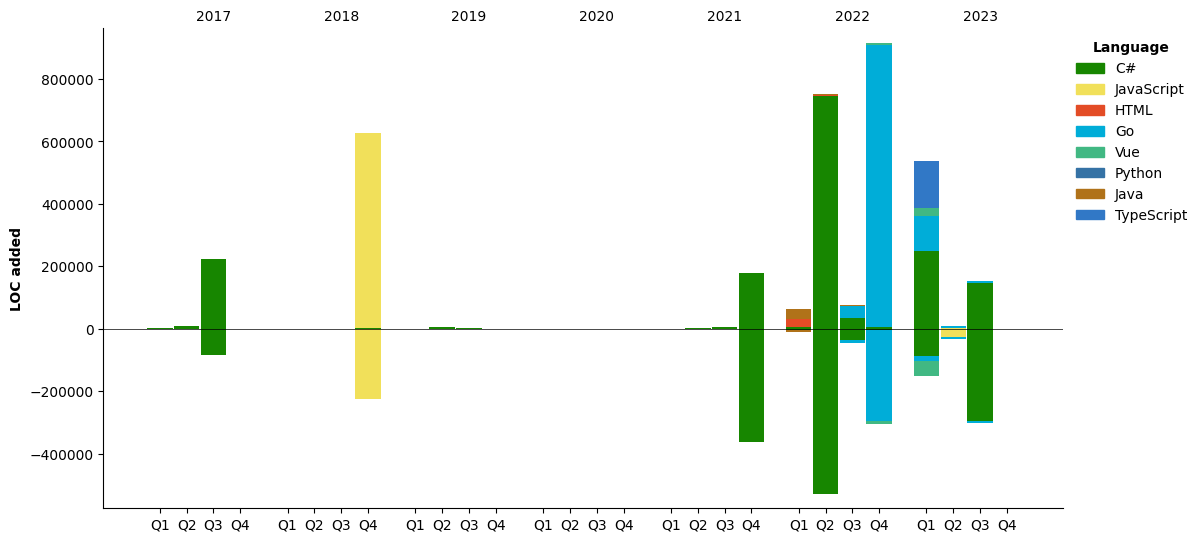 2017 2018 2019 2020 2021 2022 2023
LOC added
800000
600000
400000
200000
0
−200000
−400000
Q1 Q2 Q3 Q4 Q1 Q2 Q3 Q4 Q1 Q2 Q3 Q4 Q1 Q2 Q3 Q4 Q1 Q2 Q3 Q4 Q1 Q2 Q3 Q4 Q1 Q2 Q3 Q4
Language
C#
JavaScript
HTML
Go
Vue
Python
Java
TypeScript